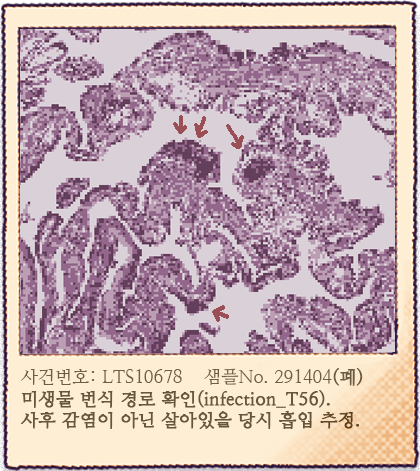 사건번호: LTS10678 샘플No. 291404(폐)
미생물 번식 경로 확인(infection_T56).
사후 감염이 아닌 살아있을 당시 흡입 추정.